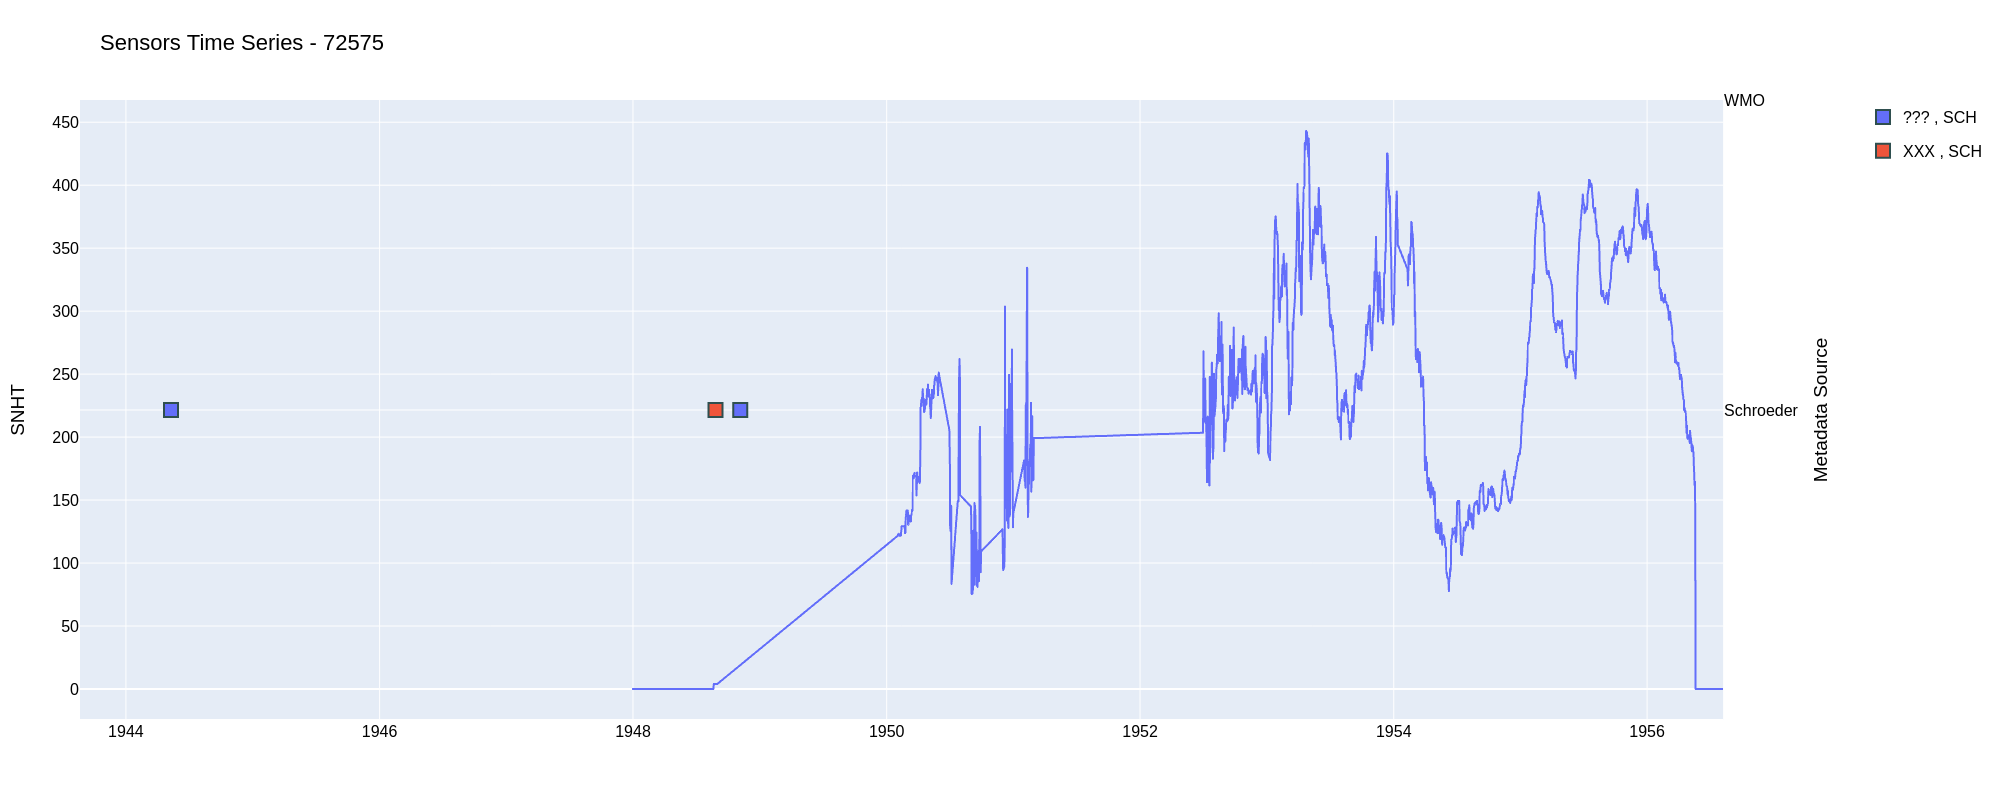 Sensors Time Series - 72575
WMO
??? , SCH
XXX , SCH
450
400
350
300
250
200
150
100
50
0
SNHT
Schroeder
Metadata Source
1944
1946
1948
1950
1952
1954
1956